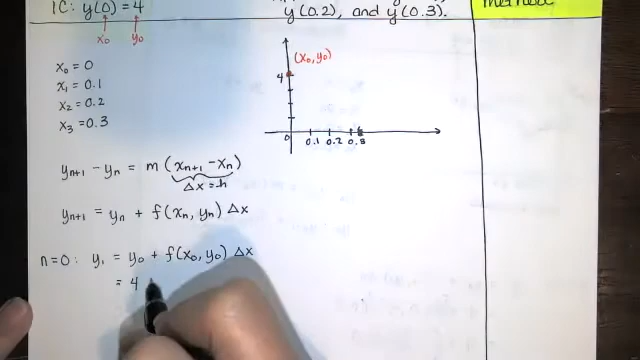 IC: y(0) = 4
y(0.2), and y(0.3).
x₀ y₀
x₀ = 0
x₁ = 0.1
x₂ = 0.2
x₃ = 0.3
(x₀, y₀)
4
0 0.1 0.2 0.3
yₙ₊₁ - yₙ = m (xₙ₊₁ - xₙ)
Δx = h
yₙ₊₁ = yₙ + f(xₙ, yₙ) Δx
n=0: y₁ = y₀ + f(x₀, y₀) Δx
= 4